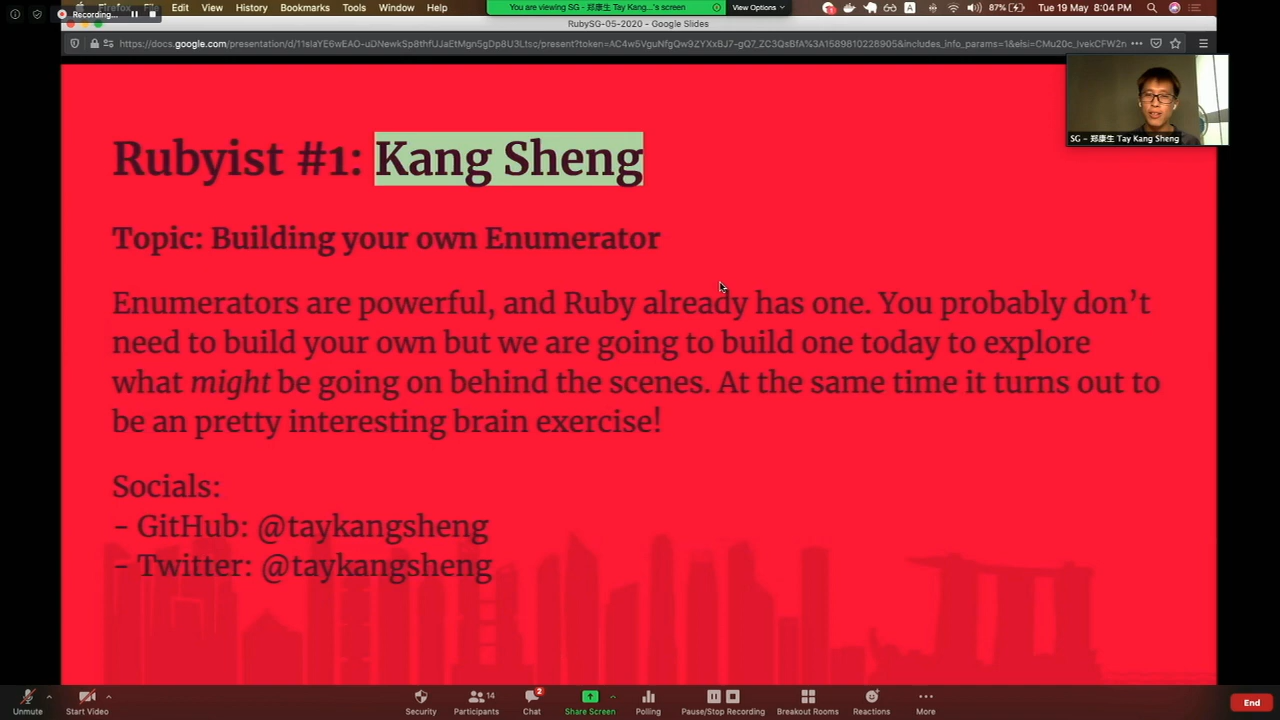 Recording...
Firefox File Edit View History Bookmarks Tools Window Help
You are viewing SG - 郑康生 Tay Kang...'s screen
View Options
87%
Tue 19 May 8:04 PM
RubySG-05-2020 - Google Slides
SG - 郑康生 Tay Kang Sheng
Rubyist #1: Kang Sheng
Topic: Building your own Enumerator
Enumerators are powerful, and Ruby already has one. You probably don’t
need to build your own but we are going to build one today to explore
what might be going on behind the scenes. At the same time it turns out to
be an pretty interesting brain exercise!
Socials:
- GitHub: @taykangsheng
- Twitter: @taykangsheng
Unmute
Start Video
Security
Participants 14
Chat 2
Share Screen
Polling
Pause/Stop Recording
Breakout Rooms
Reactions
More
End